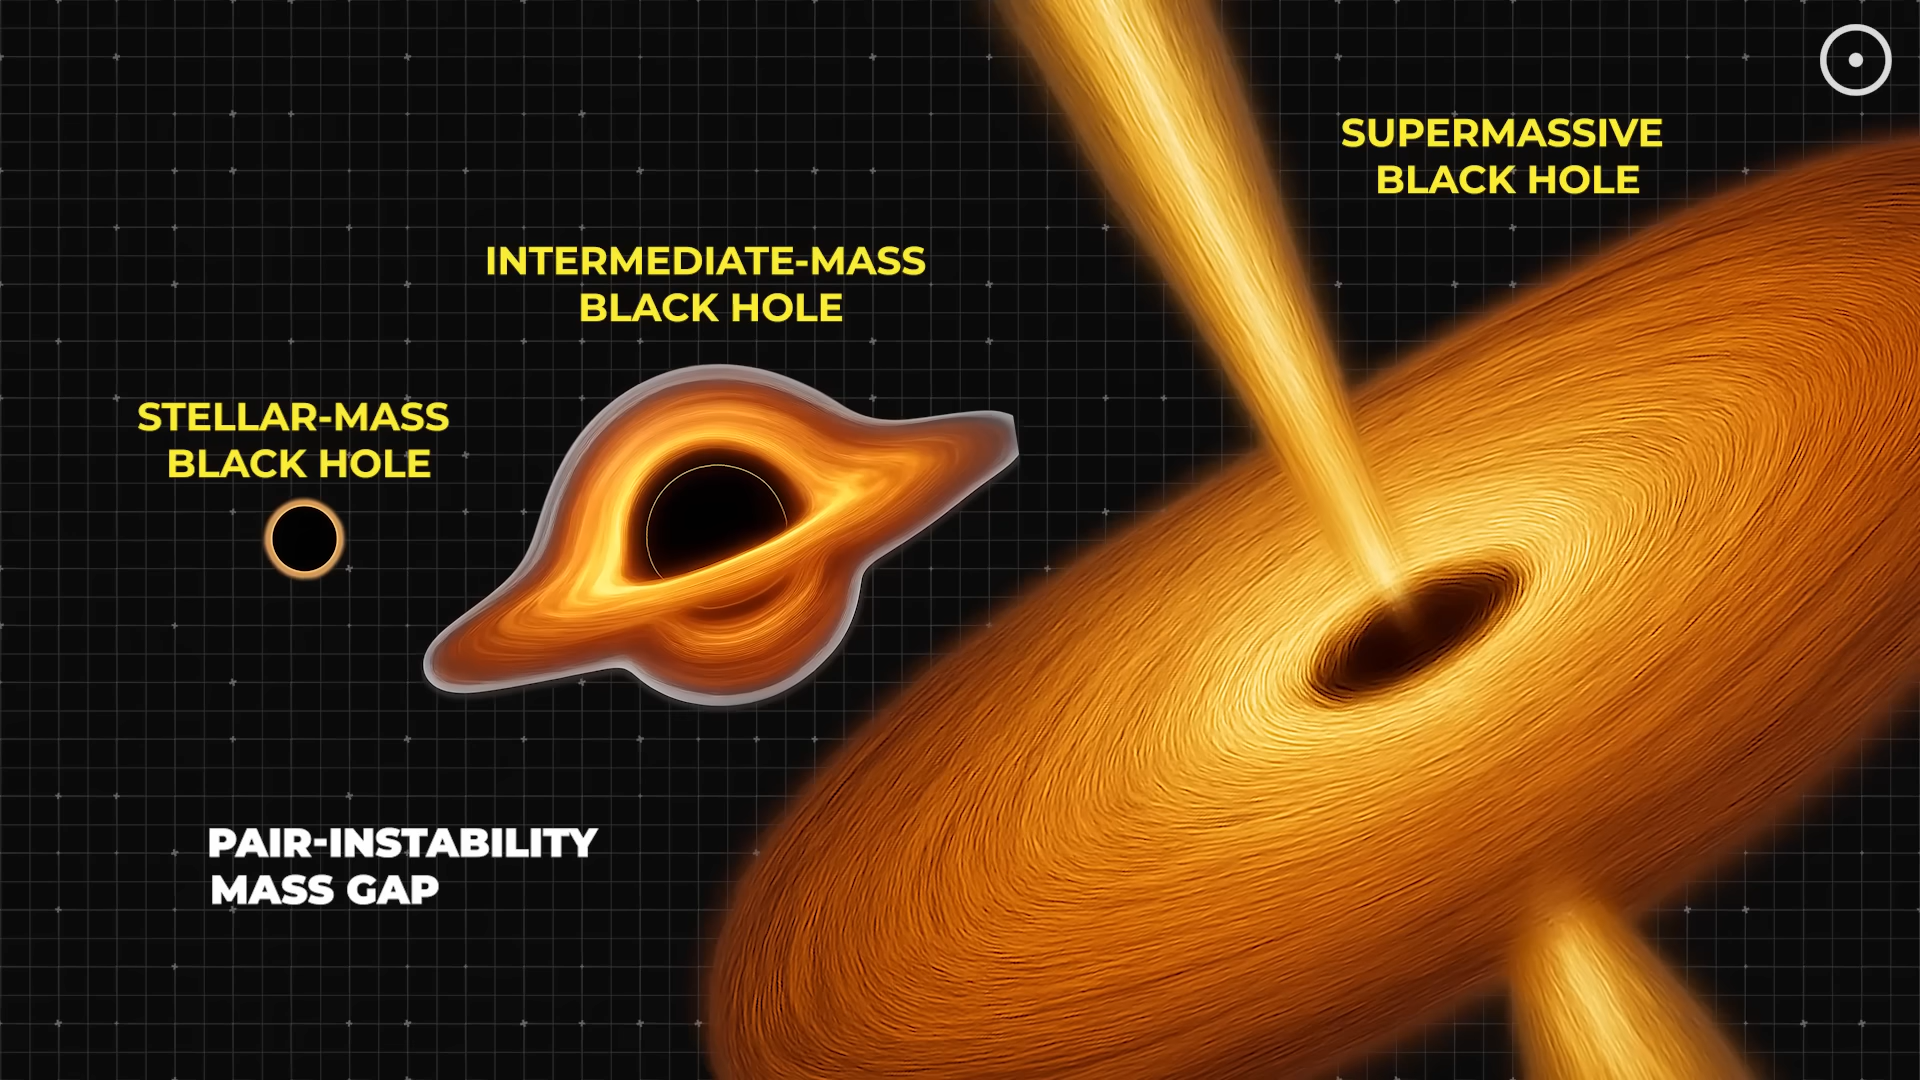 SUPERMASSIVE
BLACK HOLE
INTERMEDIATE-MASS
BLACK HOLE
STELLAR-MASS
BLACK HOLE
PAIR-INSTABILITY
MASS GAP